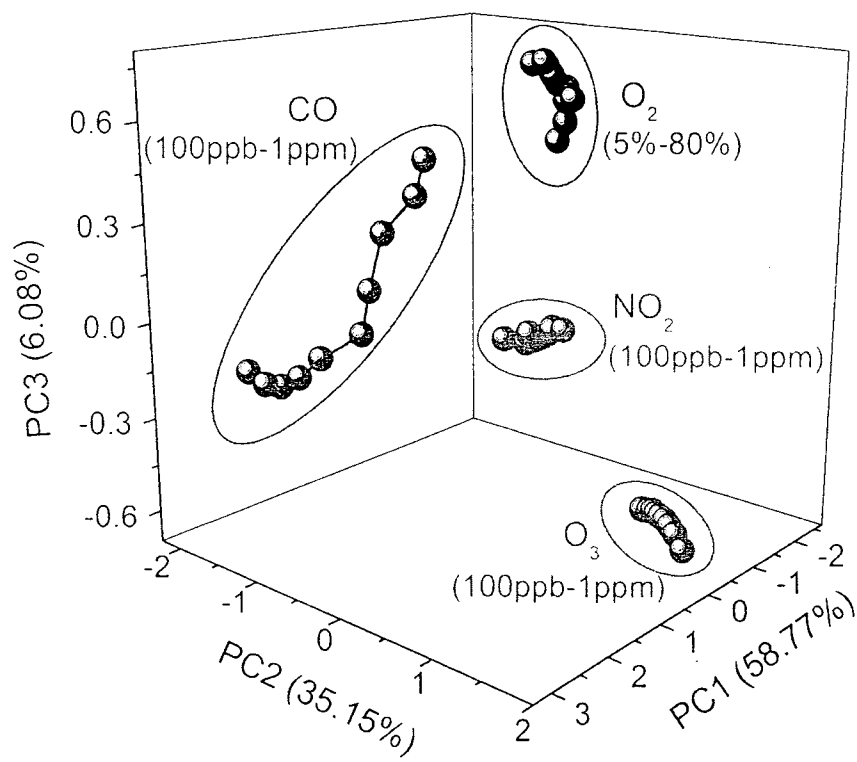 CO
(100ppb-1ppm)
O₂
(5%-80%)
NO₂
(100ppb-1ppm)
O₃
(100ppb-1ppm)
PC3 (6.08%)
0.6
0.3
0.0
-0.3
-0.6
-2
-1
0
1
2
PC2 (35.15%)
3
2
1
0
-1
-2
PC1 (58.77%)